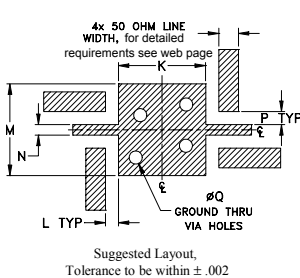 4x 50 OHM LINE
WIDTH, for detailed
requirements see web page
K
P TYP
M
N
℄
℄
L TYP
øQ
GROUND THRU
VIA HOLES
Suggested Layout,
Tolerance to be within ± .002